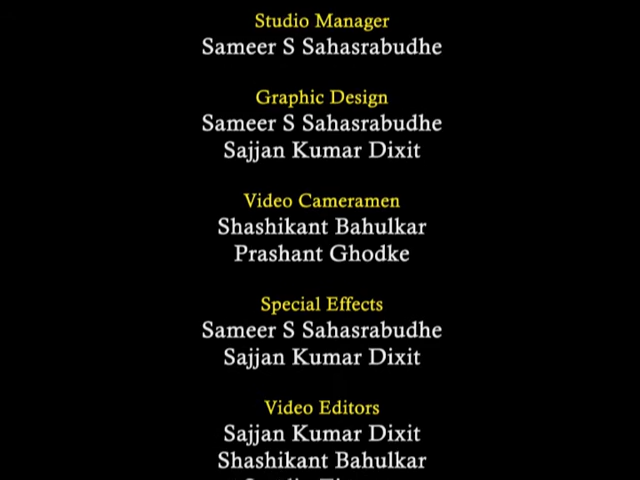 Studio Manager
Sameer S Sahasrabudhe
Graphic Design
Sameer S Sahasrabudhe
Sajjan Kumar Dixit
Video Cameramen
Shashikant Bahulkar
Prashant Ghodke
Special Effects
Sameer S Sahasrabudhe
Sajjan Kumar Dixit
Video Editors
Sajjan Kumar Dixit
Shashikant Bahulkar